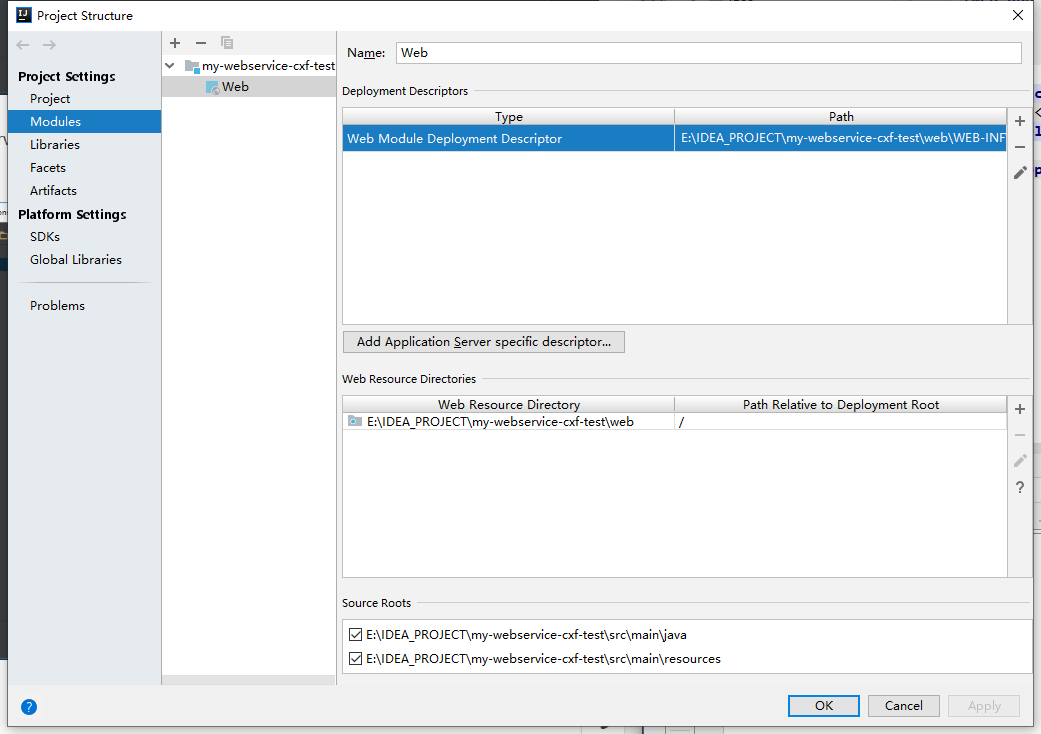 Project Structure
Project Settings
Project
Modules
Libraries
Facets
Artifacts
Platform Settings
SDKs
Global Libraries
Problems
my-webservice-cxf-test
Web
Name: Web
Deployment Descriptors
Type Path
Web Module Deployment Descriptor E:\IDEA_PROJECT\my-webservice-cxf-test\web\WEB-INF
Add Application Server specific descriptor...
Web Resource Directories
Web Resource Directory Path Relative to Deployment Root
E:\IDEA_PROJECT\my-webservice-cxf-test\web /
Source Roots
E:\IDEA_PROJECT\my-webservice-cxf-test\src\main\java
E:\IDEA_PROJECT\my-webservice-cxf-test\src\main\resources
OK Cancel Apply